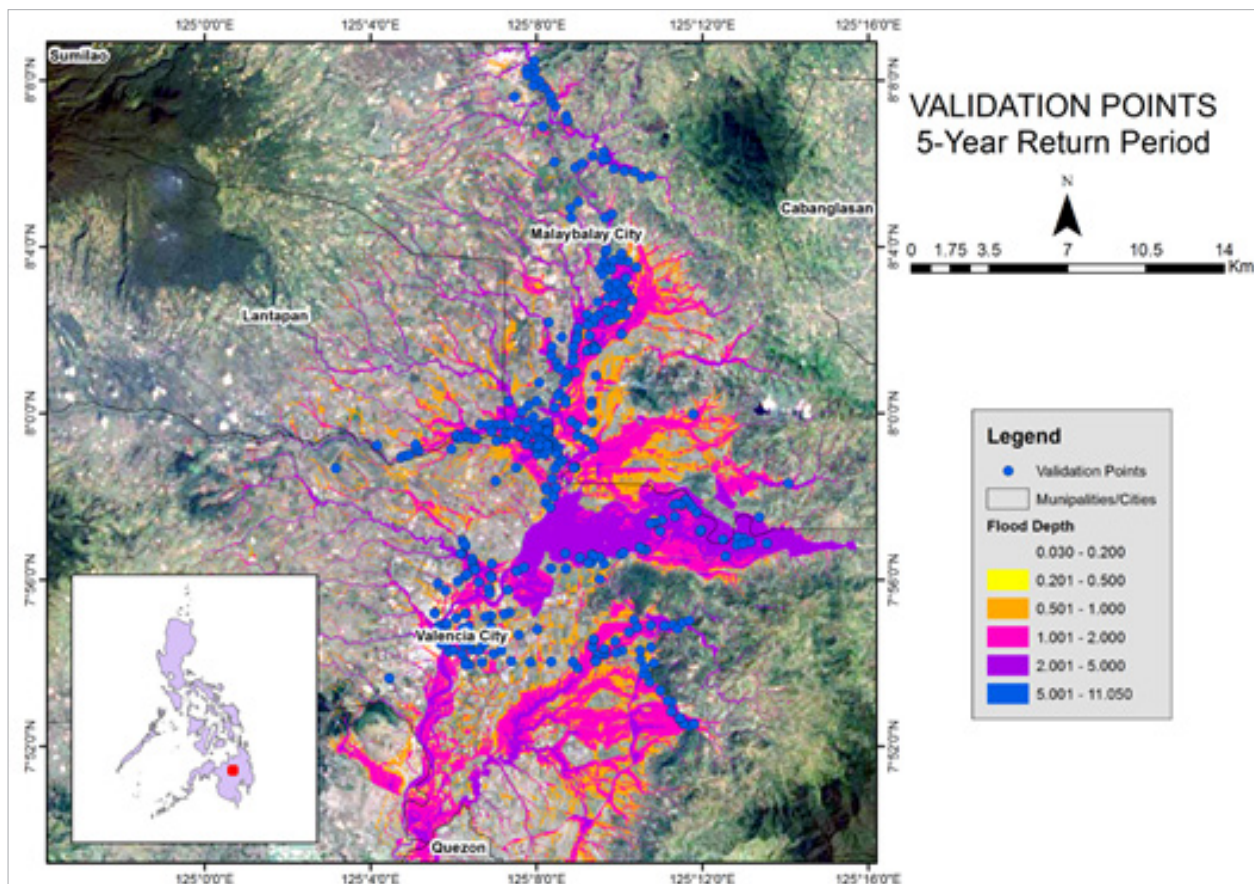 125°0'0"E 125°4'0"E 125°8'0"E 125°12'0"E 125°16'0"E
Sumilao
8°8'0"N 8°8'0"N
VALIDATION POINTS
5-Year Return Period
N
Cabanglasan
Malaybalay City
8°4'0"N 8°4'0"N
0 1.75 3.5 7 10.5 14
Km
Lantapan
8°0'0"N 8°0'0"N
Legend
Validation Points
Munipalities/Cities
Flood Depth
0.030 - 0.200
0.201 - 0.500
0.501 - 1.000
1.001 - 2.000
2.001 - 5.000
5.001 - 11.050
7°56'0"N 7°56'0"N
Valencia City
7°52'0"N 7°52'0"N
Quezon
125°0'0"E 125°4'0"E 125°8'0"E 125°12'0"E 125°16'0"E